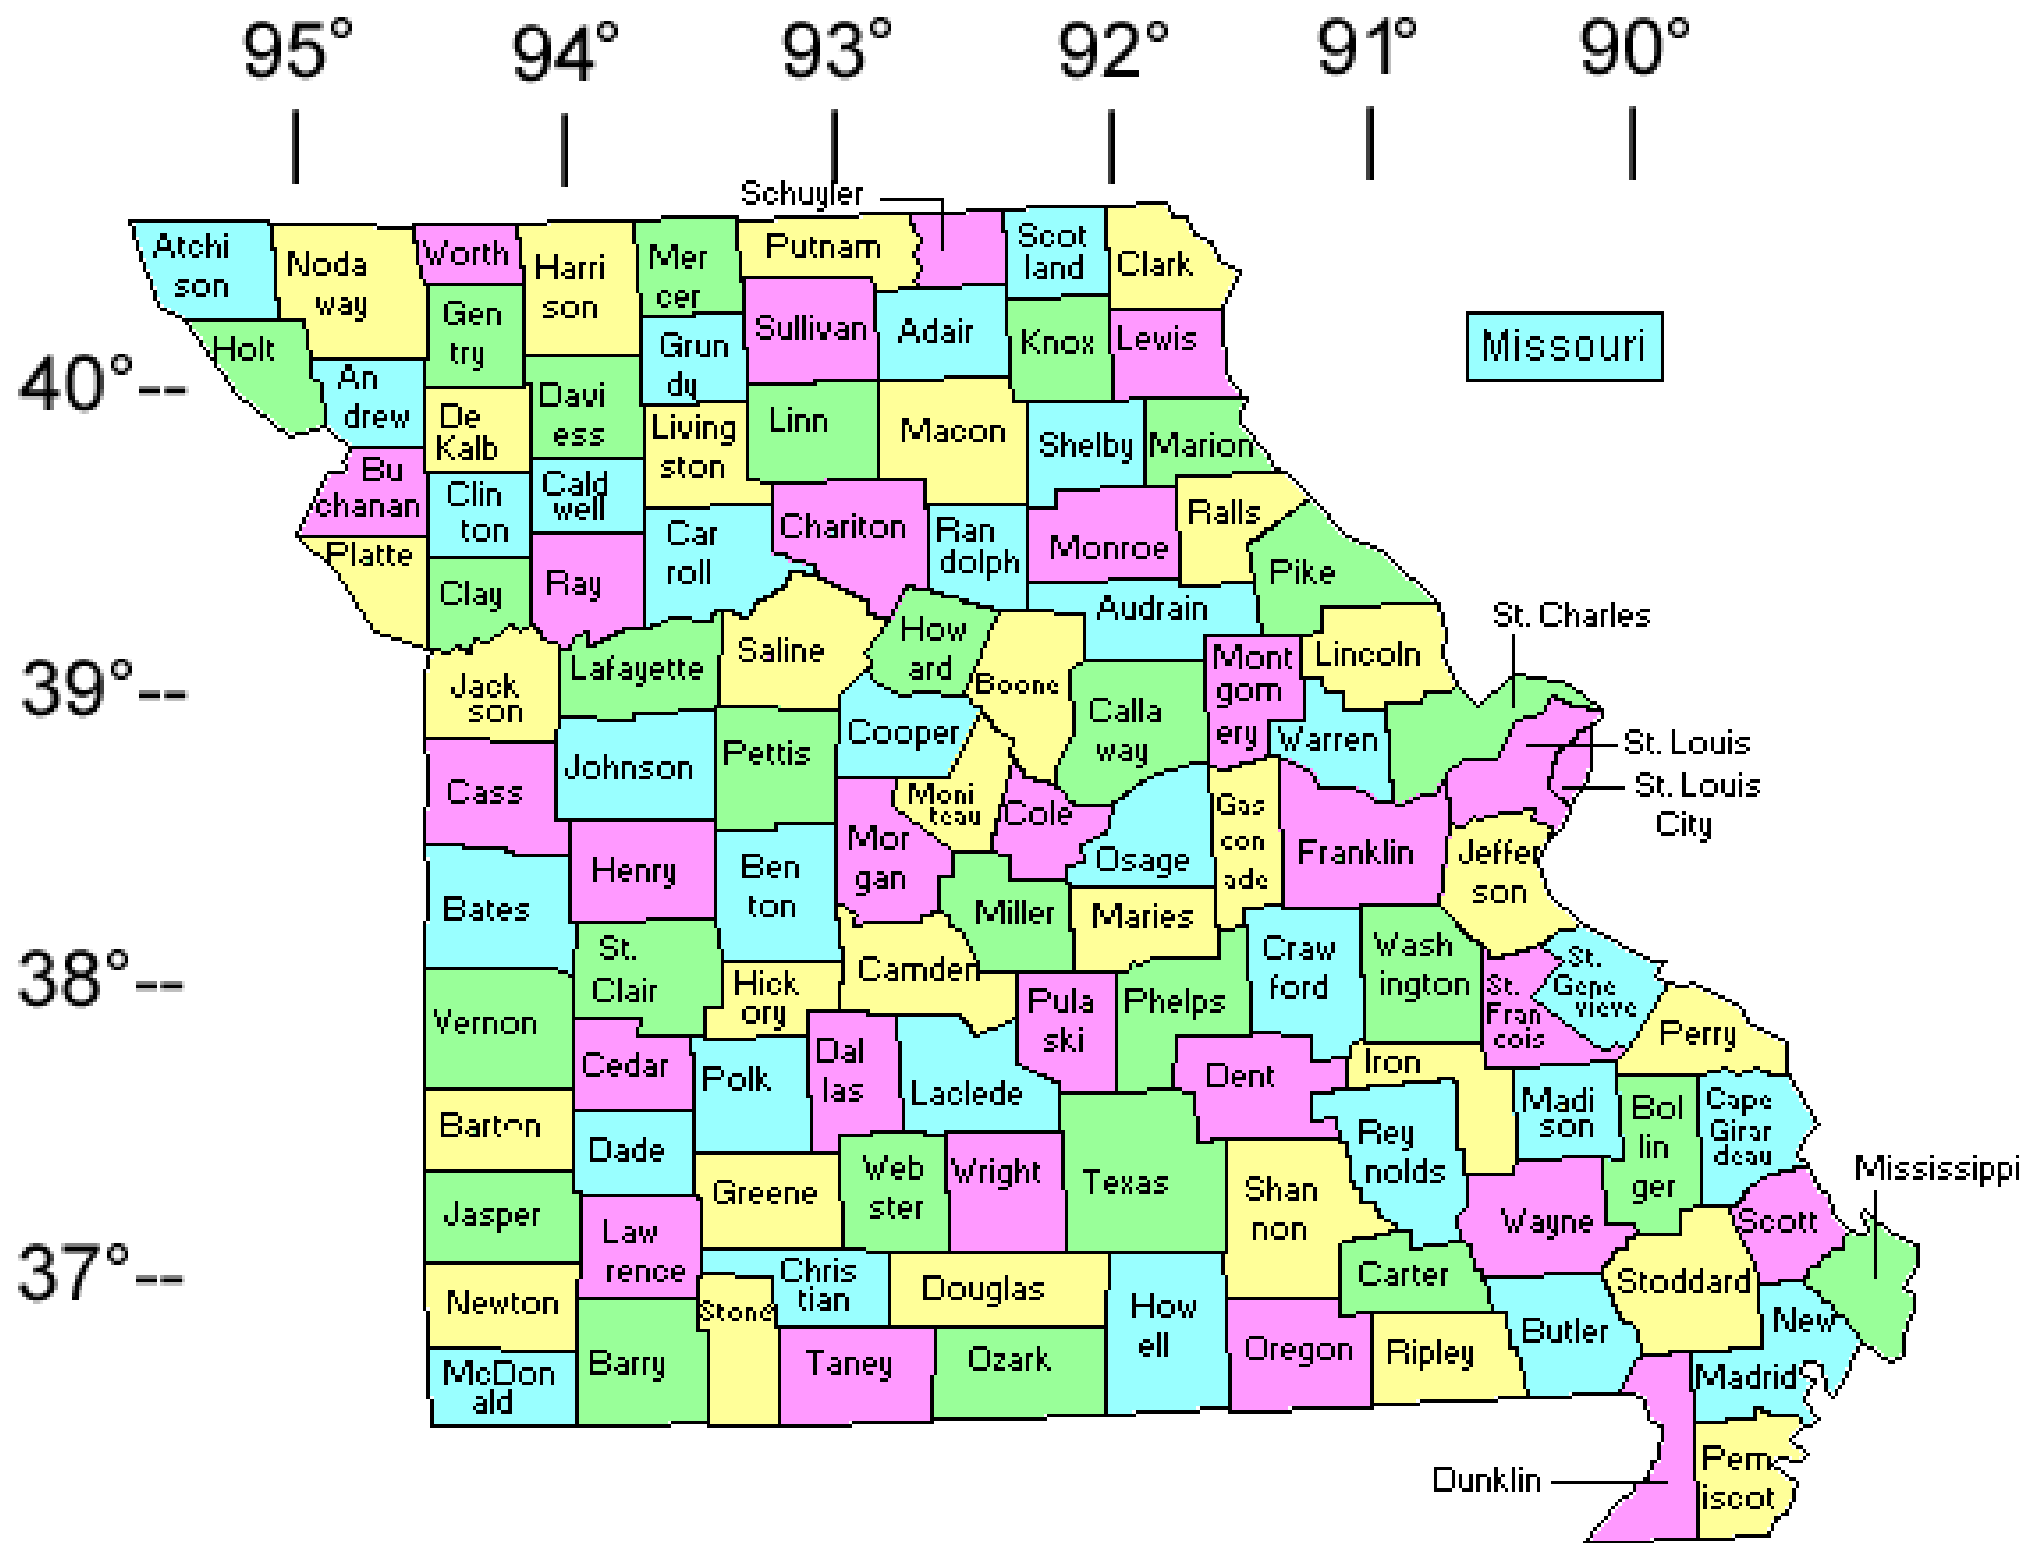 95° 94° 93° 92° 91° 90°
Schuyler
Atchi
son
Noda
way
Worth
Harri
son
Mer
cer
Putnam
Scot
land
Clark
Holt
Gen
try
Grun
dy
Sullivan
Adair
Knox
Lewis
Missouri
40°--
An
drew
De
Kalb
Davi
ess
Living
ston
Linn
Macon
Shelby
Marion
Bu
chanan
Clin
ton
Cald
well
Car
roll
Chariton
Ran
dolph
Monroe
Ralls
Pike
Platte
Clay
Ray
Audrain
St. Charles
39°--
Jack
son
Lafayette
Saline
How
ard
Boone
Calla
way
Mont
gom
ery
Lincoln
Warren
St. Louis
St. Louis
City
Cass
Johnson
Pettis
Cooper
Moni
teau
Cole
Osage
Gas
con
ade
Franklin
Jeffer
son
Bates
Henry
Ben
ton
Mor
gan
Miller
Maries
38°--
Vernon
St.
Clair
Hick
ory
Camden
Pula
ski
Phelps
Craw
ford
Wash
ington
St.
Fran
cois
St.
Gene
vieve
Perry
Cedar
Polk
Dal
las
Laclede
Dent
Iron
Madi
son
Bol
lin
ger
Cape
Girar
deau
Mississippi
Barton
Dade
Greene
Web
ster
Wright
Texas
Shan
non
Rey
nolds
Wayne
Scott
37°--
Jasper
Law
rence
Chris
tian
Douglas
How
ell
Carter
Stoddard
Newton
Stone
Oregon
Ripley
Butler
New
Madrid
McDon
ald
Barry
Taney
Ozark
Dunklin
Pem
iscot